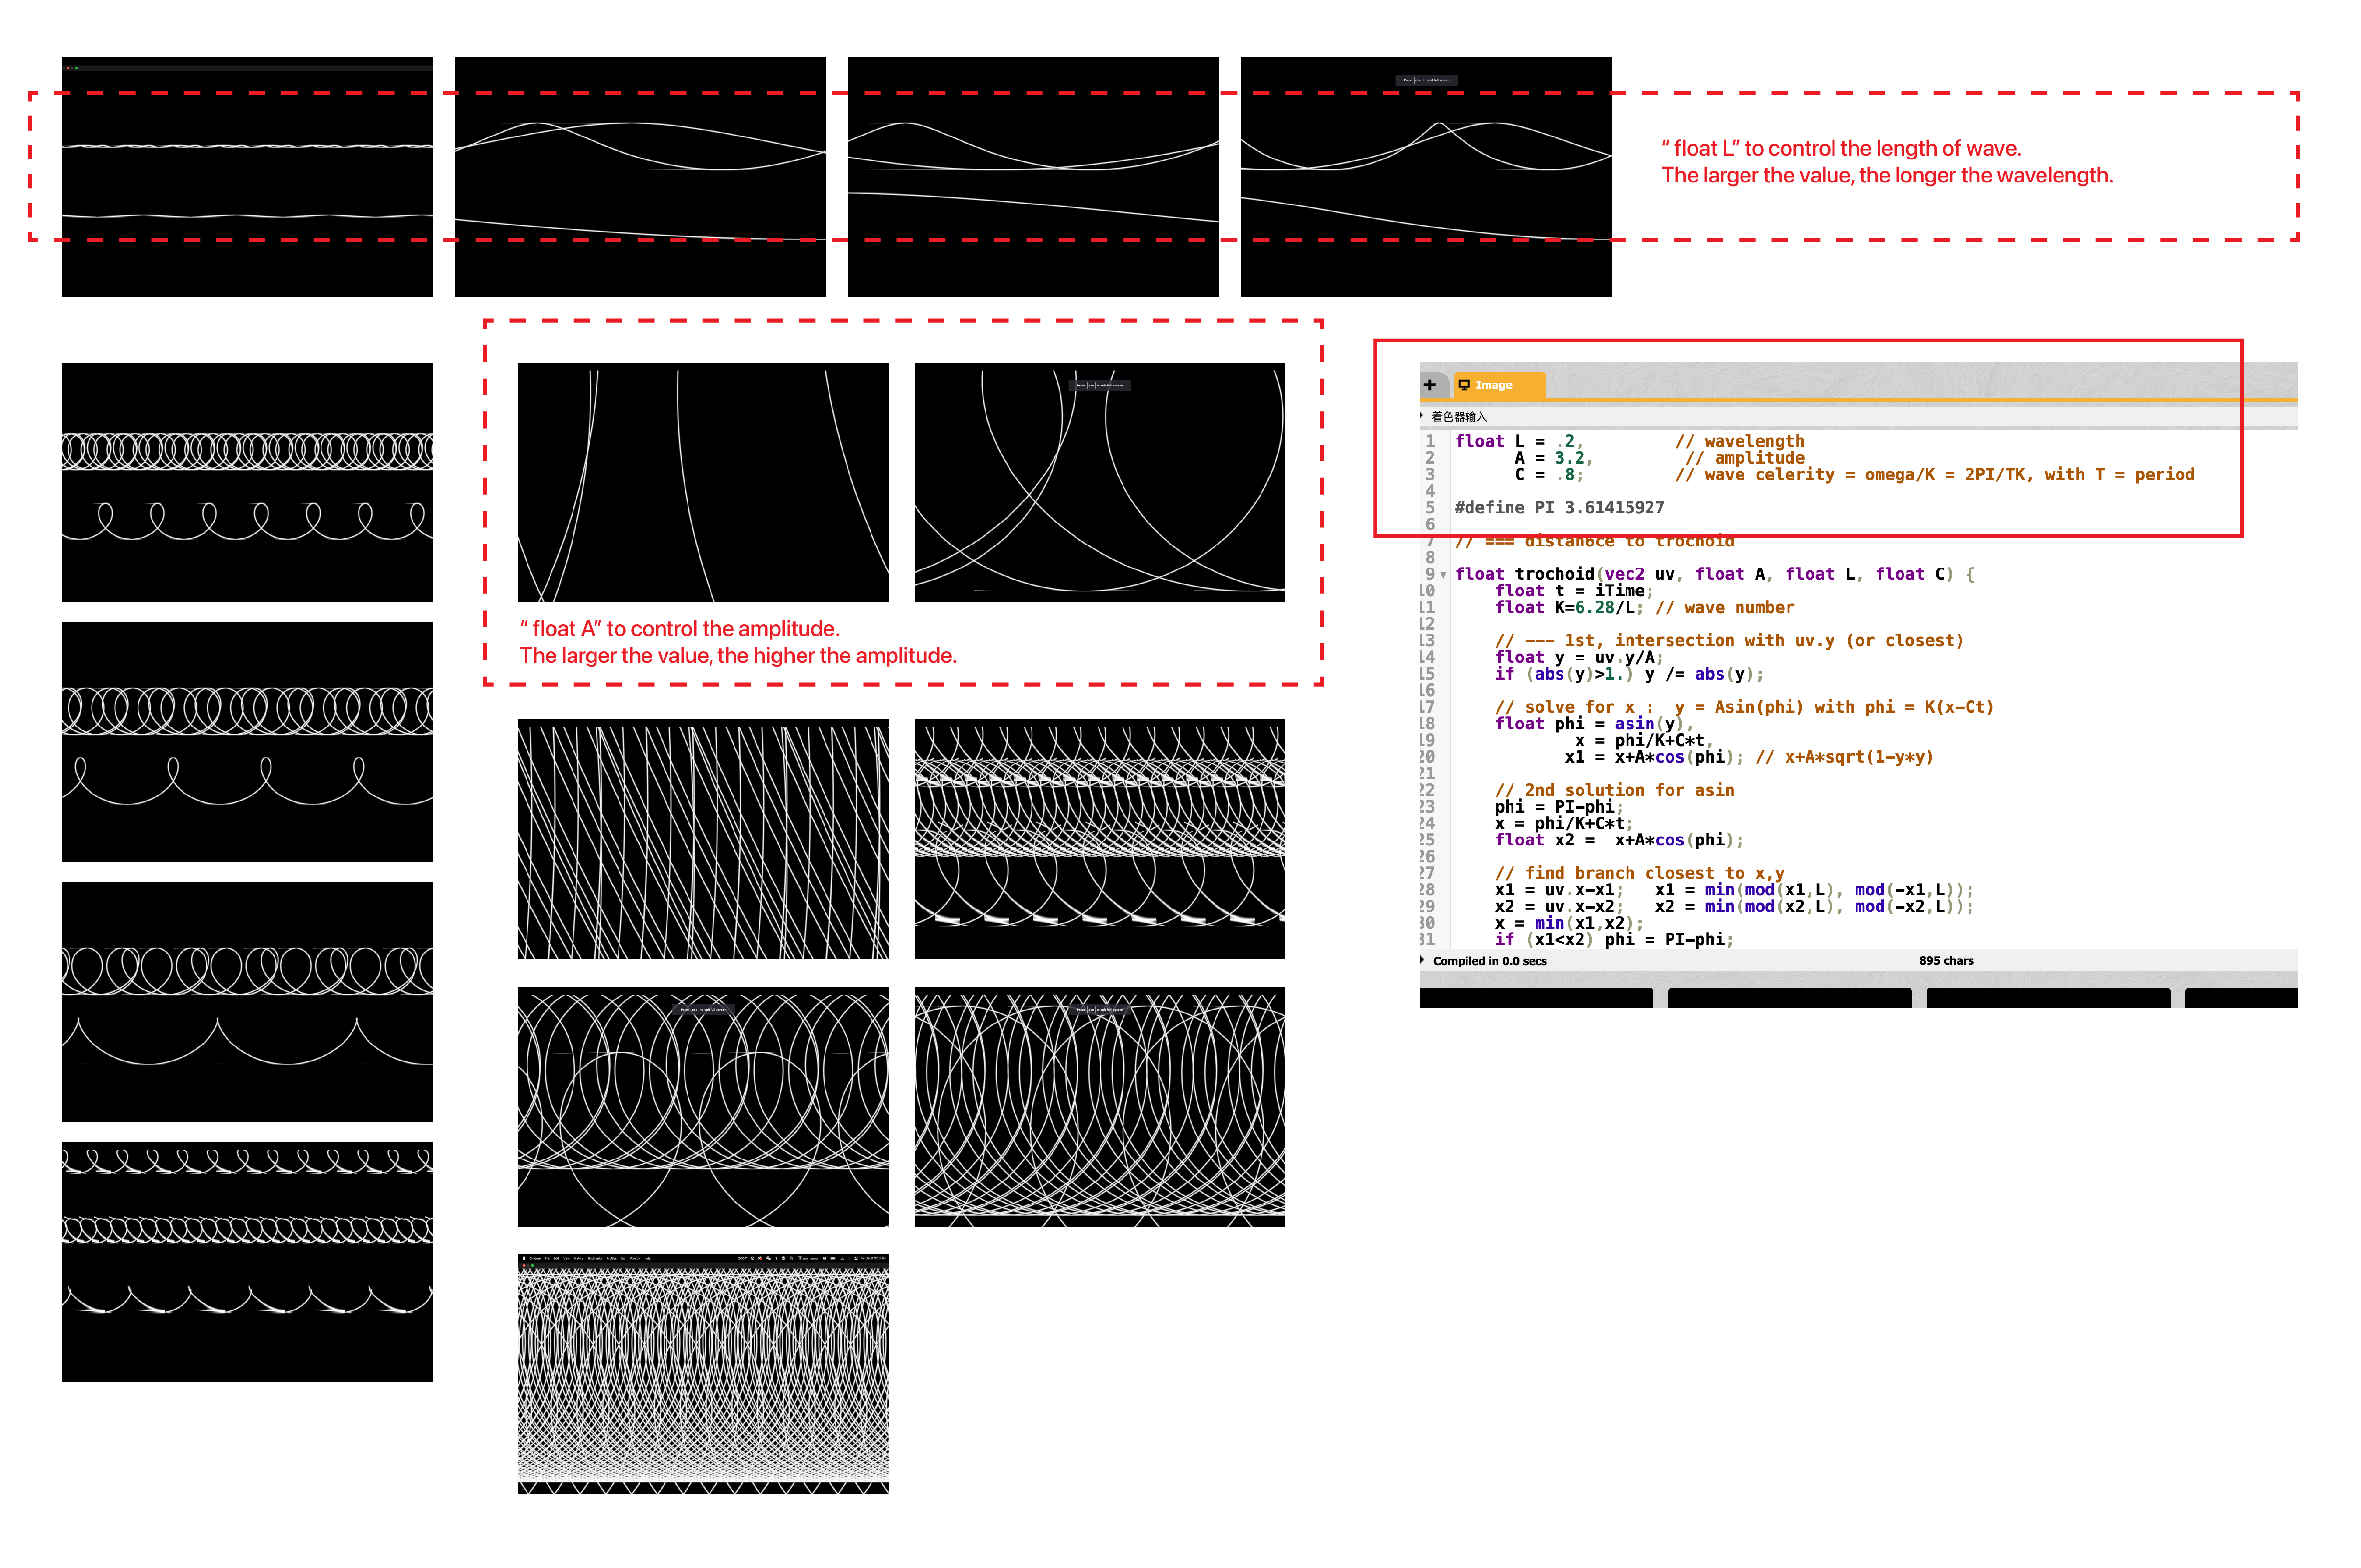 “ float L” to control the length of wave.
The larger the value, the longer the wavelength.
“ float A” to control the amplitude.
The larger the value, the higher the amplitude.
+ Image
着色器输入
1 float L = .2, // wavelength
2 A = 3.2, // amplitude
3 C = .8; // wave celerity = omega/K = 2PI/TK, with T = period
4
5 #define PI 3.61415927
6
7 // === distan6ce to trochoid
8
9 float trochoid(vec2 uv, float A, float L, float C) {
10 float t = iTime;
11 float K=6.28/L; // wave number
12
13 // --- 1st, intersection with uv.y (or closest)
14 float y = uv.y/A;
15 if (abs(y)>1.) y /= abs(y);
16
17 // solve for x : y = Asin(phi) with phi = K(x-Ct)
18 float phi = asin(y),
19 x = phi/K+C*t,
20 x1 = x+A*cos(phi); // x+A*sqrt(1-y*y)
21
22 // 2nd solution for asin
23 phi = PI-phi;
24 x = phi/K+C*t;
25 float x2 = x+A*cos(phi);
26
27 // find branch closest to x,y
28 x1 = uv.x-x1; x1 = min(mod(x1,L), mod(-x1,L));
29 x2 = uv.x-x2; x2 = min(mod(x2,L), mod(-x2,L));
30 x = min(x1,x2);
31 if (x1<x2) phi = PI-phi;
Compiled in 0.0 secs 895 chars